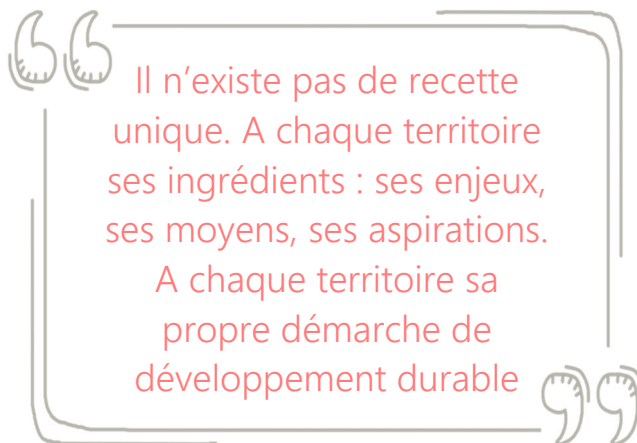 Il n’existe pas de recette
unique. A chaque territoire
ses ingrédients : ses enjeux,
ses moyens, ses aspirations.
A chaque territoire sa
propre démarche de
développement durable